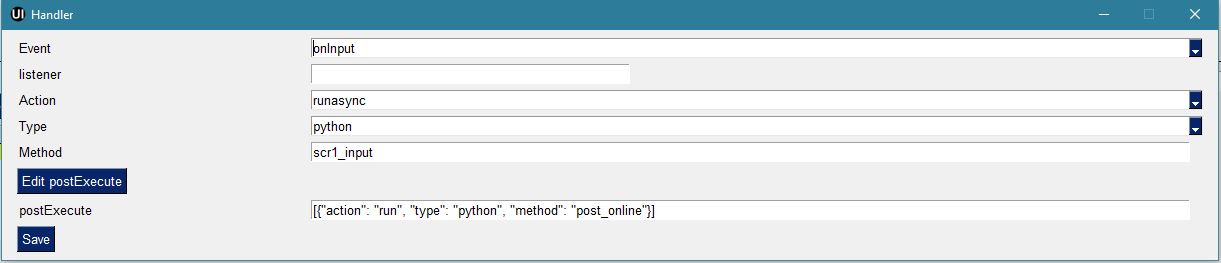 UI Handler
Event onInput
listener
Action runasync
Type python
Method scr1_input
Edit postExecute
postExecute [{"action": "run", "type": "python", "method": "post_online"}]
Save